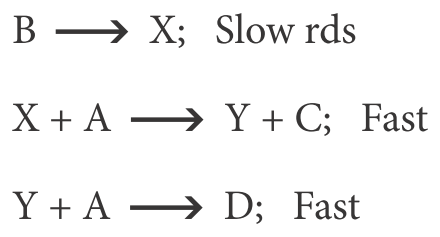 B ⟶ X; Slow rds
X + A ⟶ Y + C; Fast
Y + A ⟶ D; Fast